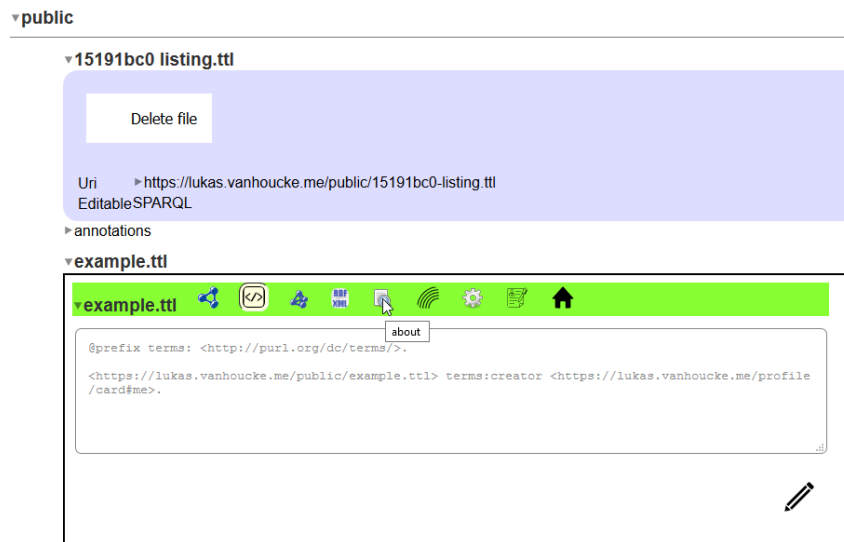 public
15191bc0 listing.ttl
Delete file
Uri https://lukas.vanhoucke.me/public/15191bc0-listing.ttl
Editable SPARQL
annotations
example.ttl
example.ttl </> RDF XML
about
@prefix terms: <http://purl.org/dc/terms/>.
<https://lukas.vanhoucke.me/public/example.ttl> terms:creator <https://lukas.vanhoucke.me/profile
/card#me>.